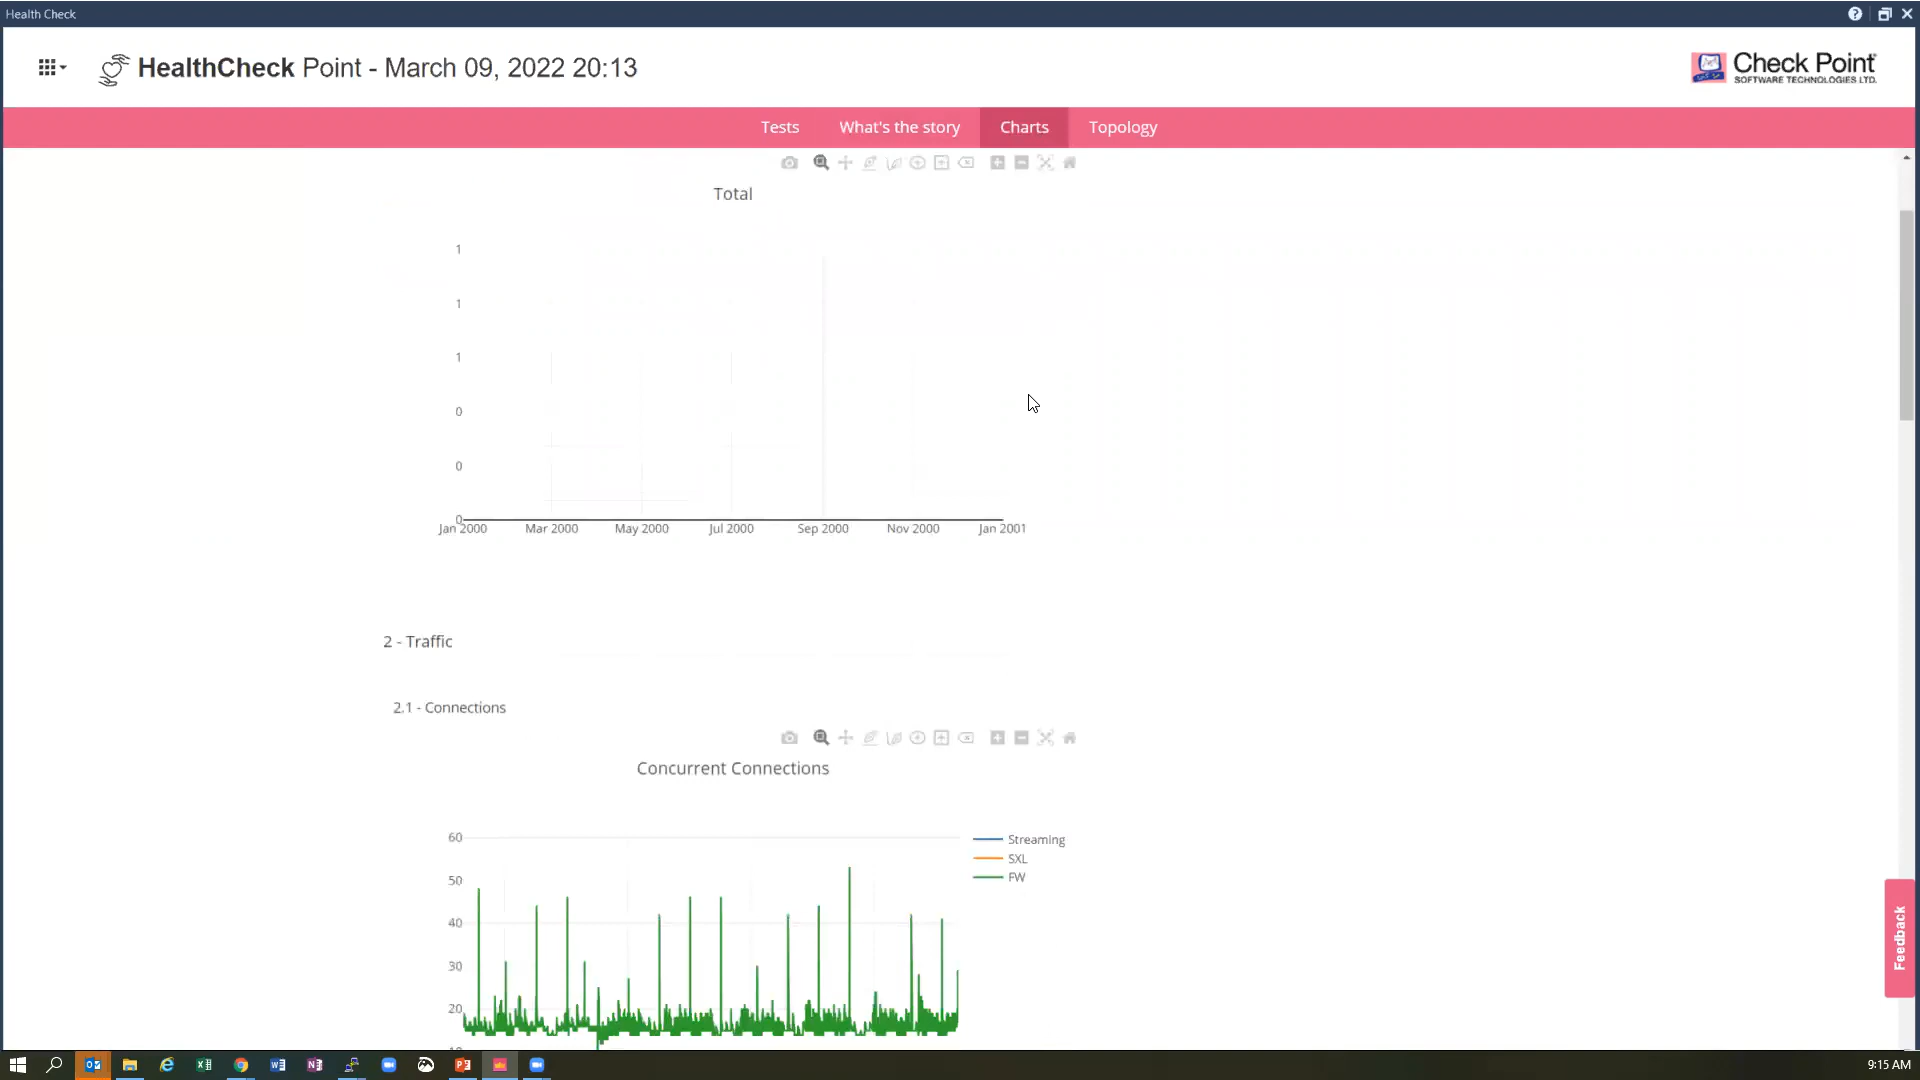 Health Check
HealthCheck Point - March 09, 2022 20:13
Check Point
SOFTWARE TECHNOLOGIES LTD.
Tests
What's the story
Charts
Topology
Total
1
1
1
0
0
0
Jan 2000
Mar 2000
May 2000
Jul 2000
Sep 2000
Nov 2000
Jan 2001
2 - Traffic
2.1 - Connections
Concurrent Connections
60
50
40
30
20
Streaming
SXL
FW
Feedback
9:15 AM